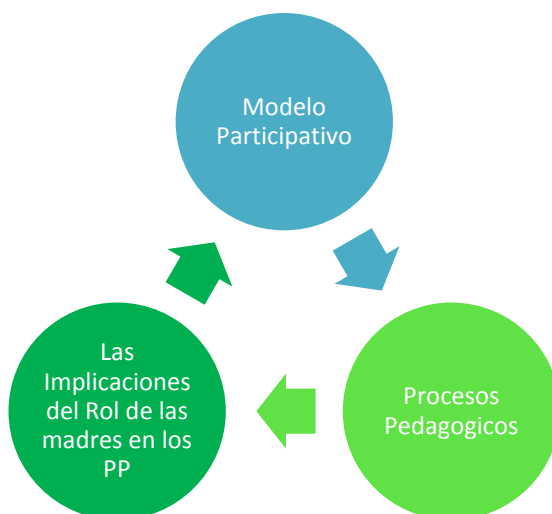 Modelo
Participativo
Las
Implicaciones
del Rol de las
madres en los
PP
Procesos
Pedagogicos